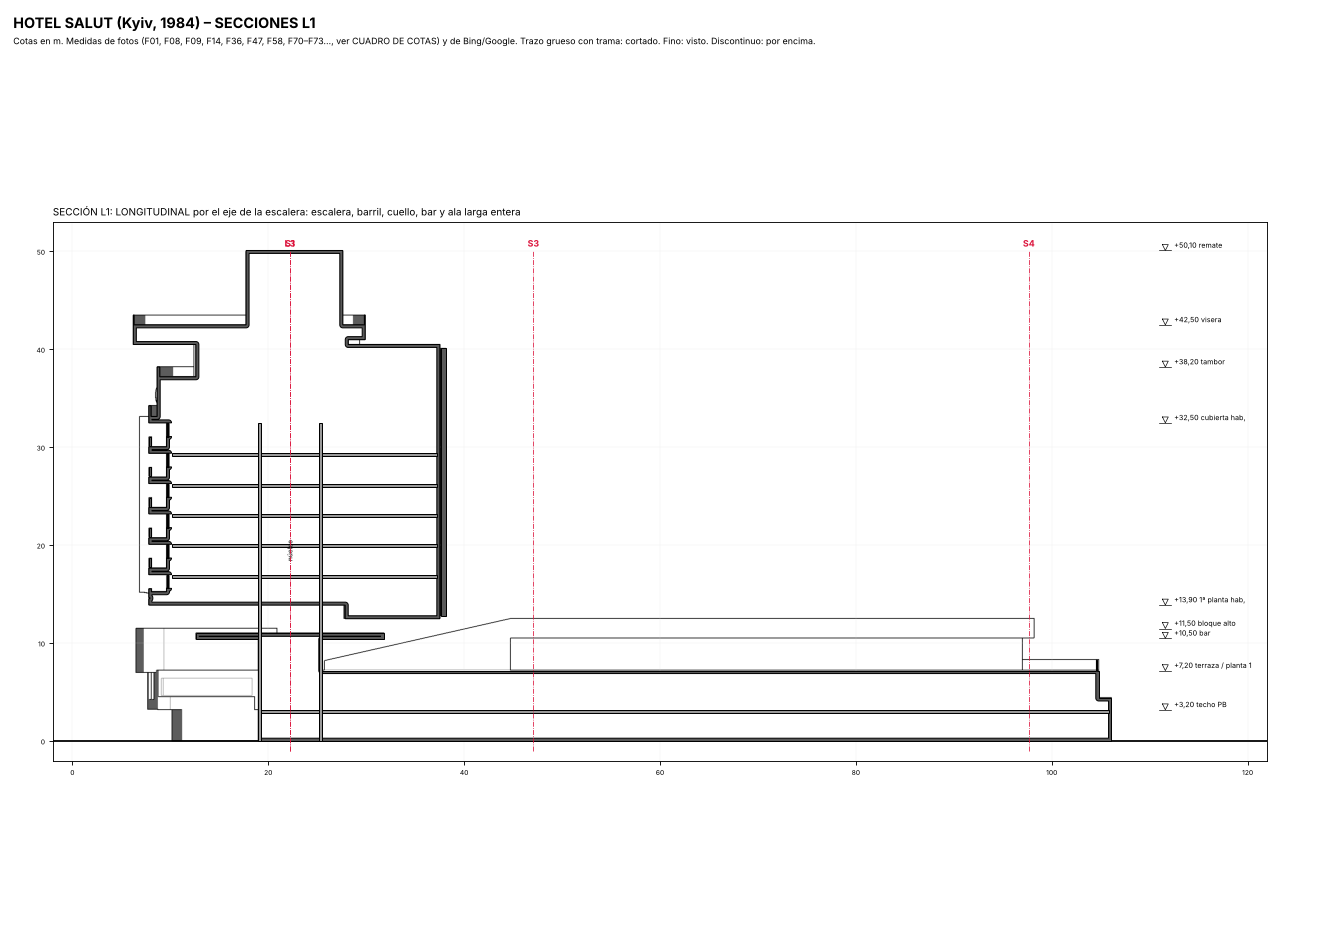 HOTEL SALUT (Kyiv, 1984) – SECCIONES L1
Cotas en m. Medidas de fotos (F01, F08, F09, F14, F36, F47, F58, F70–F73..., ver CUADRO DE COTAS) y de Bing/Google. Trazo grueso con trama: cortado. Fino: visto. Discontinuo: por encima.
SECCIÓN L1: LONGITUDINAL por el eje de la escalera: escalera, barril, cuello, bar y ala larga entera
S3
S4
+50,10 remate
+42,50 visera
+38,20 tambor
+32,50 cubierta hab,
+13,90 1ª planta hab,
+11,50 bloque alto
+10,50 bar
+7,20 terraza / planta 1
+3,20 techo PB
50
40
30
20
10
0
0
20
40
60
80
100
120